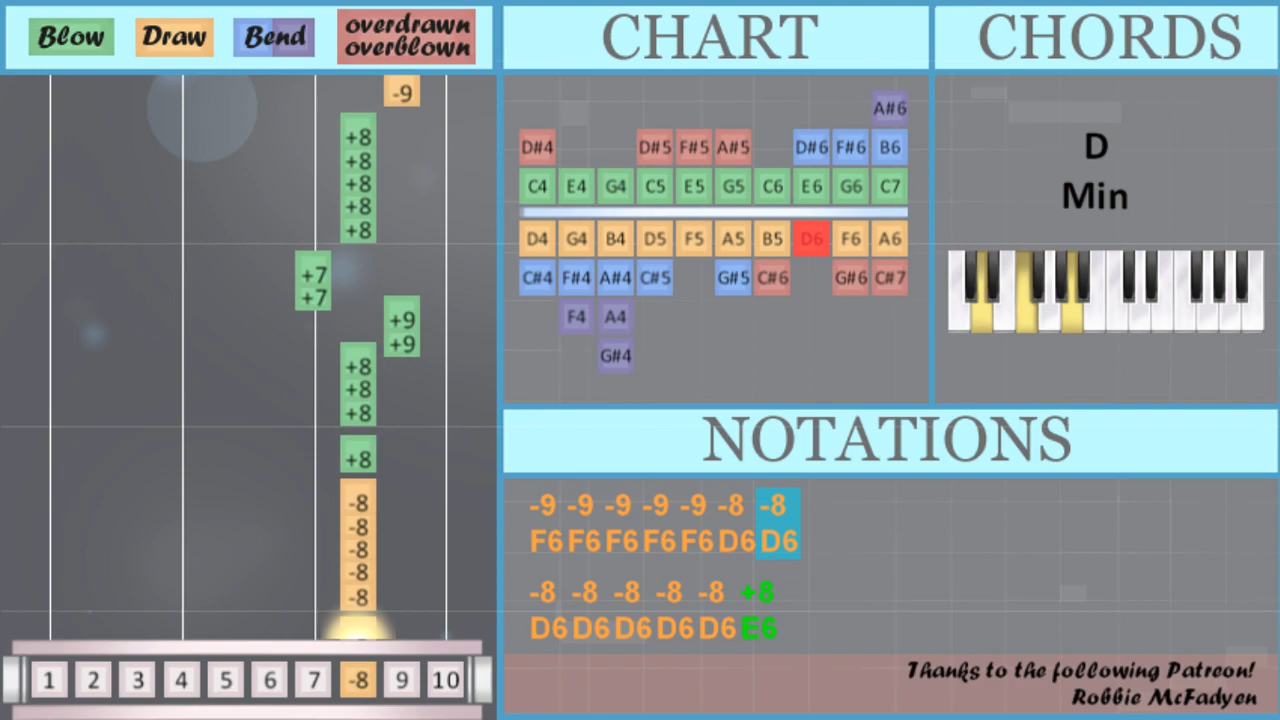 Blow Draw Bend overdrawn
overblown
CHART
CHORDS
-9
+8
+8
+8
+8
+8
+7
+7
+9
+9
+8
+8
+8
+8
-8
-8
-8
-8
-8
1 2 3 4 5 6 7 -8 9 10
A#6
D#4 D#5 F#5 A#5 D#6 F#6 B6
C4 E4 G4 C5 E5 G5 C6 E6 G6 C7
D4 G4 B4 D5 F5 A5 B5 D6 F6 A6
C#4 F#4 A#4 C#5 G#5 C#6 G#6 C#7
F4 A4
G#4
D
Min
NOTATIONS
-9 -9 -9 -9 -9 -8 -8
F6 F6 F6 F6 F6 D6 D6
-8 -8 -8 -8 -8 +8
D6 D6 D6 D6 D6 E6
Thanks to the following Patreon!
Robbie McFadyen